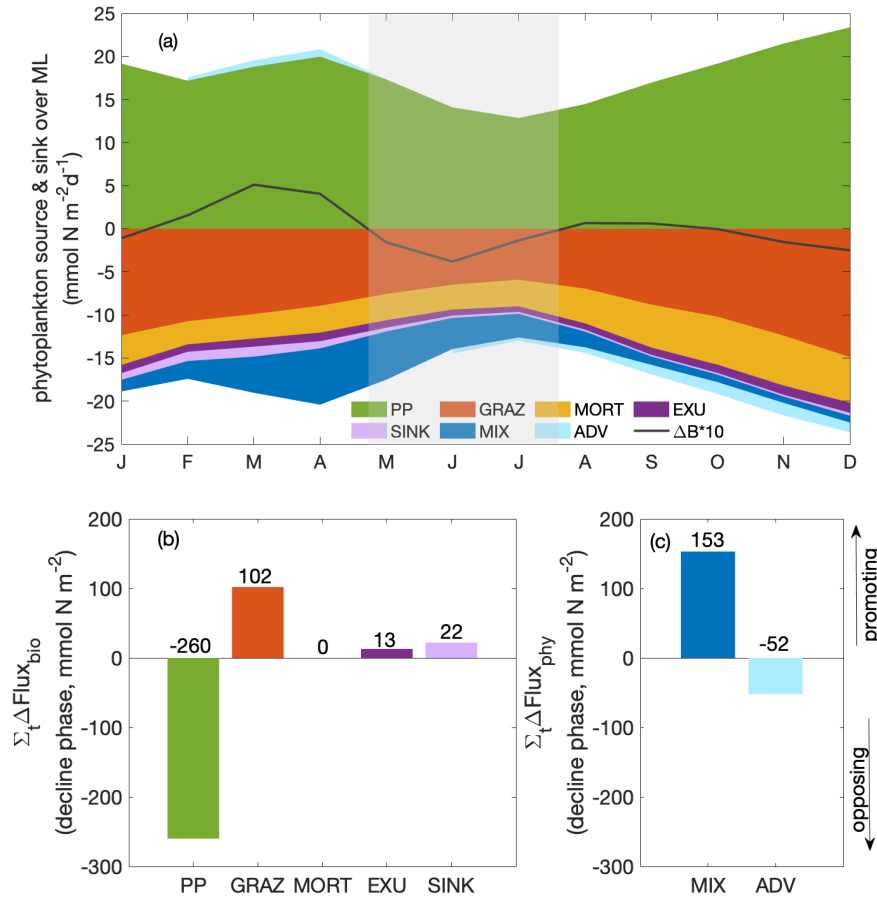 (a)
25
20
15
10
5
0
-5
-10
-15
-20
-25
phytoplankton source & sink over ML
(mmol N m⁻²d⁻¹)
PP GRAZ MORT EXU
SINK MIX ADV ΔB*10
J F M A M J J A S O N D
(b)
200
100
0
-100
-200
-300
Σ_t ΔFlux_bio
(decline phase, mmol N m⁻²)
-260 102 0 13 22
PP GRAZ MORT EXU SINK
(c)
200
100
0
-100
-200
-300
Σ_t ΔFlux_phy
(decline phase, mmol N m⁻²)
153 -52
MIX ADV
promoting
opposing